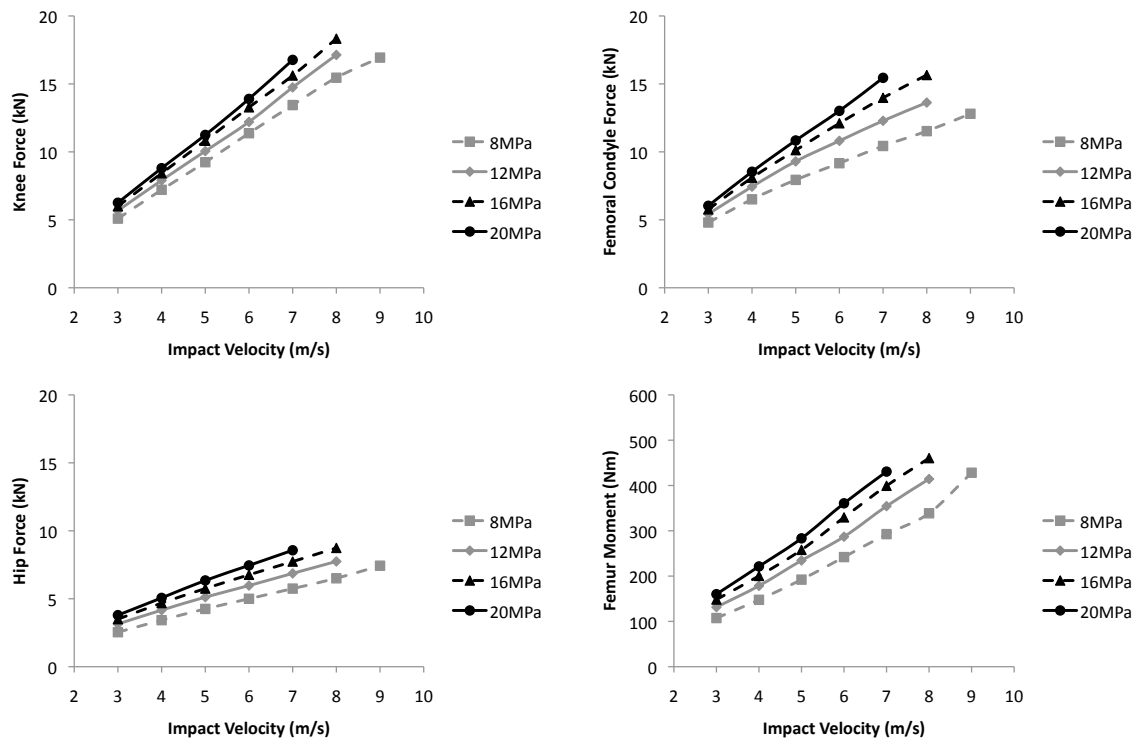 20
15
10
5
0
Knee Force (kN)
2 3 4 5 6 7 8 9 10
Impact Velocity (m/s)
8MPa
12MPa
16MPa
20MPa
20
15
10
5
0
Femoral Condyle Force (kN)
2 3 4 5 6 7 8 9 10
Impact Velocity (m/s)
8MPa
12MPa
16MPa
20MPa
20
15
10
5
0
Hip Force (kN)
2 3 4 5 6 7 8 9 10
Impact Velocity (m/s)
8MPa
12MPa
16MPa
20MPa
600
500
400
300
200
100
0
Femur Moment (Nm)
2 3 4 5 6 7 8 9 10
Impact Velocity (m/s)
8MPa
12MPa
16MPa
20MPa